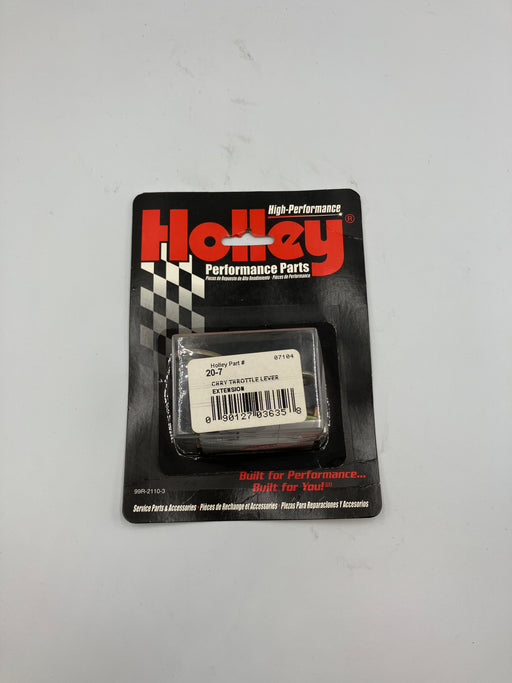 High-Performance
Holley®
Performance Parts
Piezas de Repuesto de Alto Rendimiento · Pièces de Performance
Holley Part # 07104
20-7
CHRY THROTTLE LEVER
EXTENSION
0 90127 03635 8
Built for Performance...
Built for You!
99R-2110-3
Service Parts & Accessories · Pièces de Rechange et Accessoires · Piezas Para Reparaciones Y Accesorios